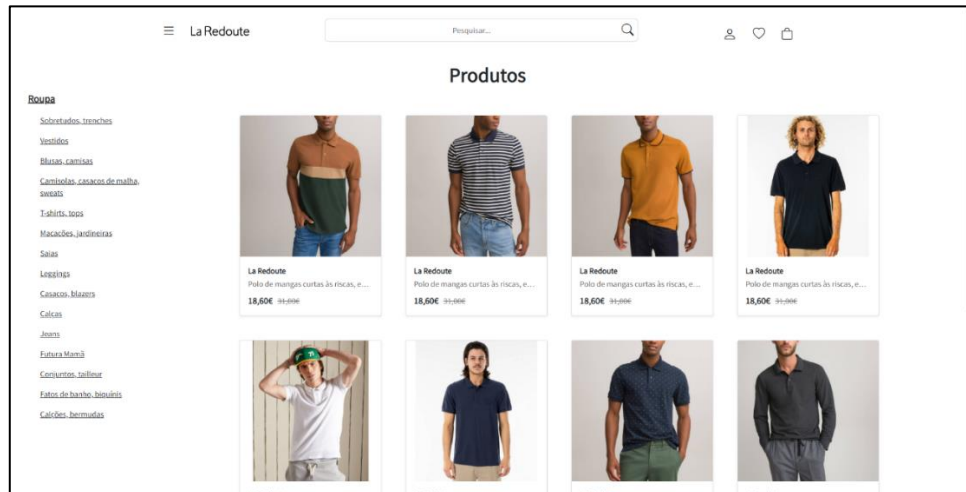 La Redoute
Pesquisar...
Produtos
Roupa
Sobretudos, trenches
Vestidos
Blusas, camisas
Camisolas, casacos de malha,
sweats
T-shirts, tops
Macacões, jardineiras
Saias
Leggings
Casacos, blazers
Calças
Jeans
Futura Mamã
Conjuntos, tailleur
Fatos de banho, biquínis
Calções, bermudas
La Redoute
Polo de mangas curtas às riscas, e...
18,60€ 31,00€
La Redoute
Polo de mangas curtas às riscas, e...
18,60€ 31,00€
La Redoute
Polo de mangas curtas às riscas, e...
18,60€ 31,00€
La Redoute
Polo de mangas curtas às riscas, e...
18,60€ 31,00€